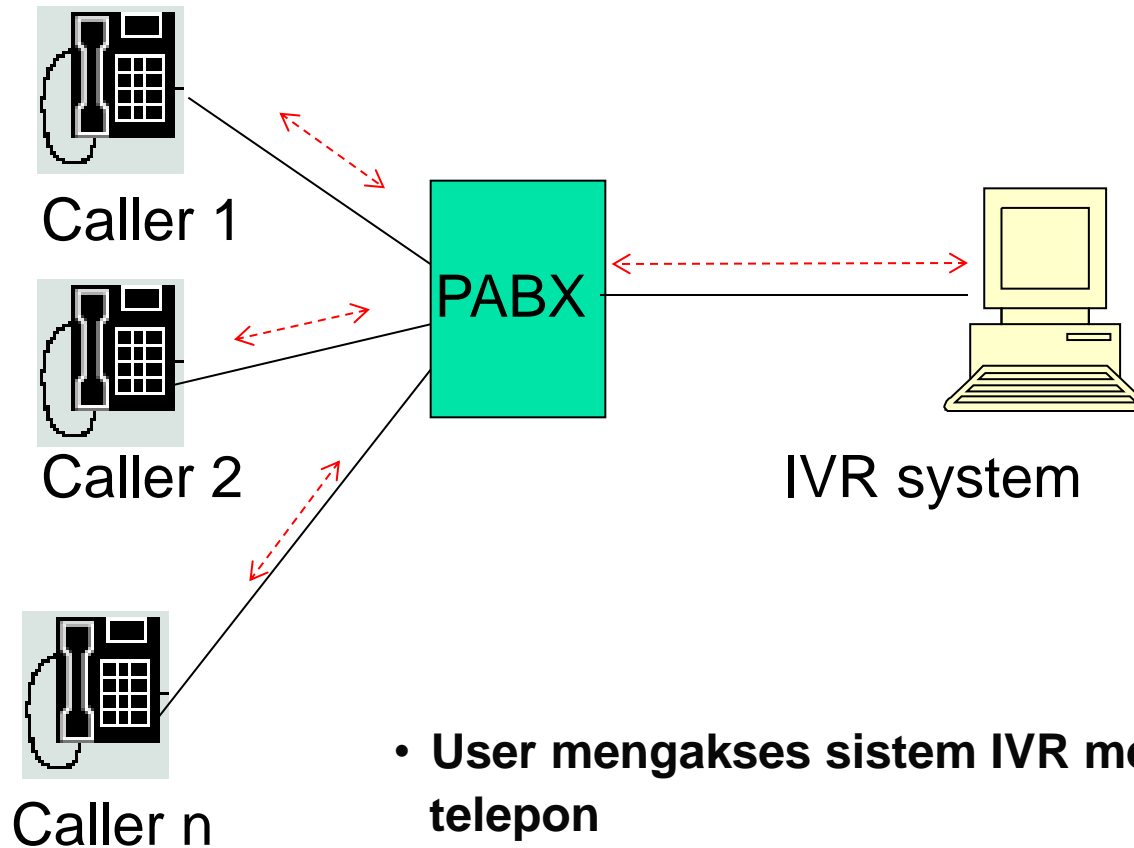 Caller 1
PABX
Caller 2
IVR system
• User mengakses sistem IVR
telepon
Caller n